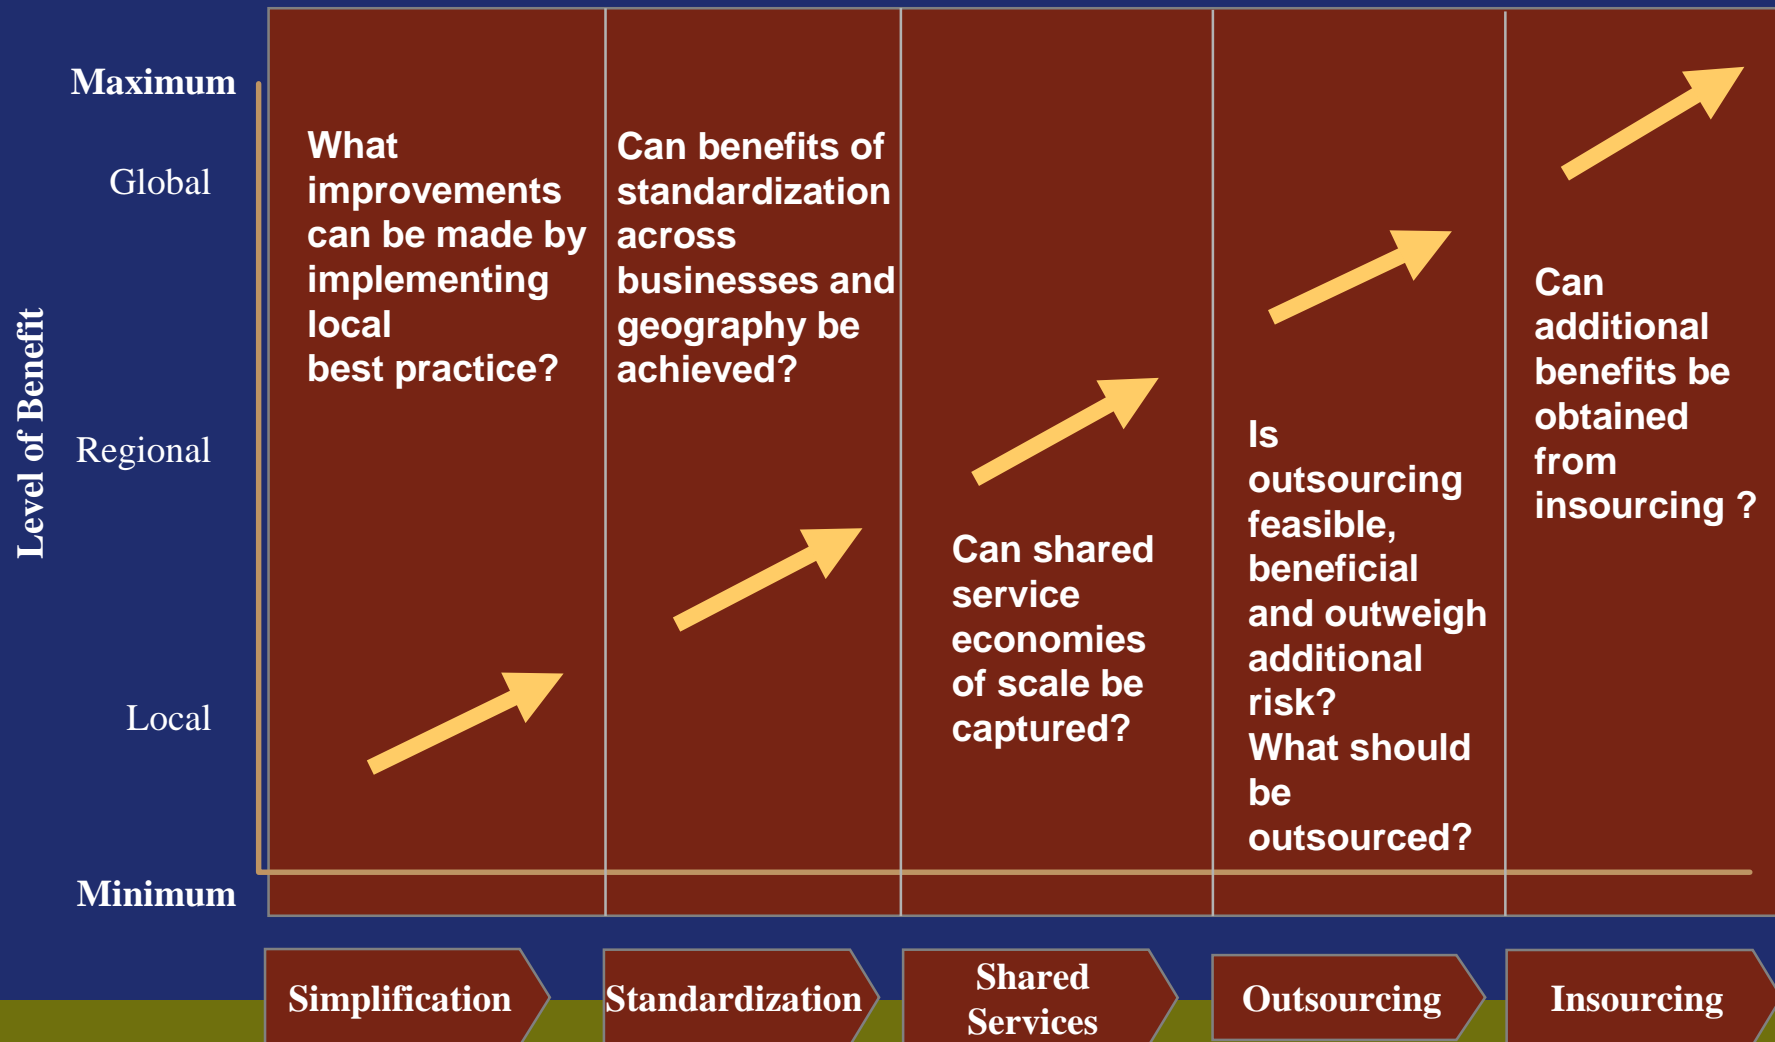 Maximum
Global
Regional
Local
Minimum
Level of Benefit
What
improvements
can be made by
implementing
local
best practice?
Can benefits of
standardization
across
businesses and
geography be
achieved?
Can shared
service
economies
of scale be
captured?
Is
outsourcing
feasible,
beneficial
and outweigh
additional
risk?
What should
be
outsourced?
Can
additional
benefits be
obtained
from
insourcing ?
Simplification
Standardization
Shared
Services
Outsourcing
Insourcing